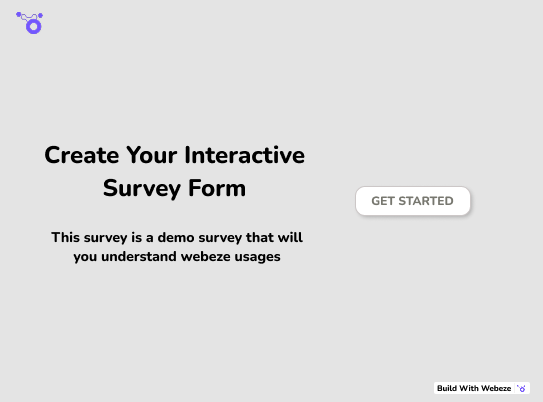 Create Your Interactive
Survey Form
GET STARTED
This survey is a demo survey that will
you understand webeze usages
Build With Webeze